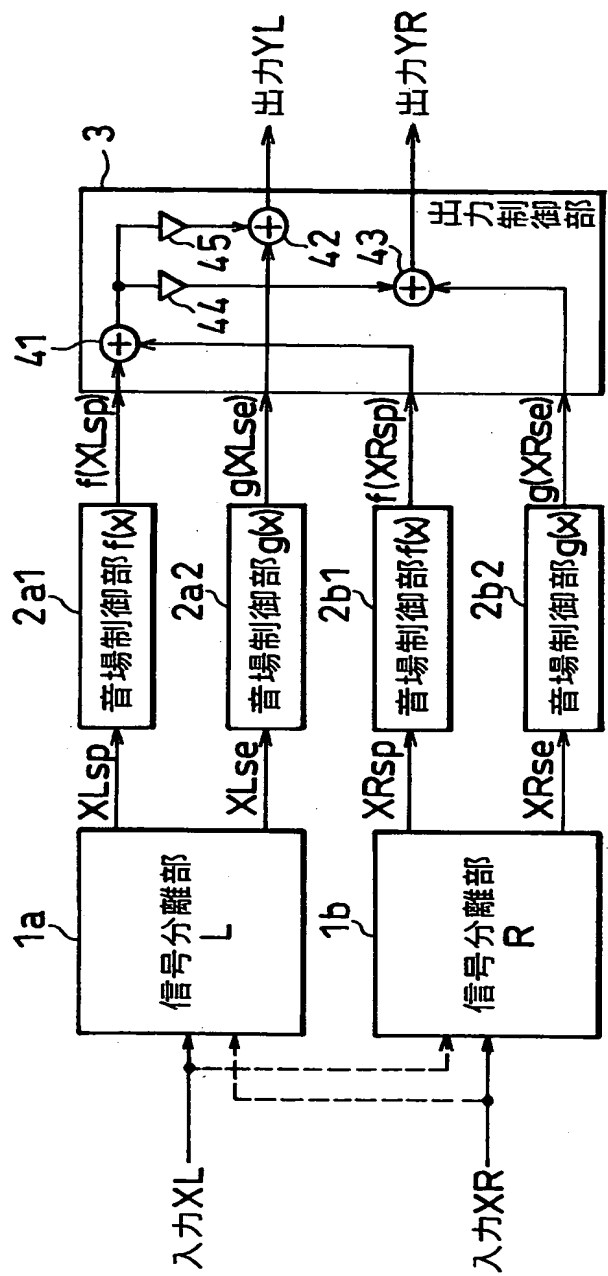 入力XL
入力XR
1a
信号分離部
L
1b
信号分離部
R
XLsp
XLse
XRsp
XRse
2a1
音場制御部f(x)
2a2
音場制御部g(x)
2b1
音場制御部f(x)
2b2
音場制御部g(x)
f(XLsp)
g(XLse)
f(XRsp)
g(XRse)
3
41
45
44
42
43
出力制御部
出力YL
出力YR